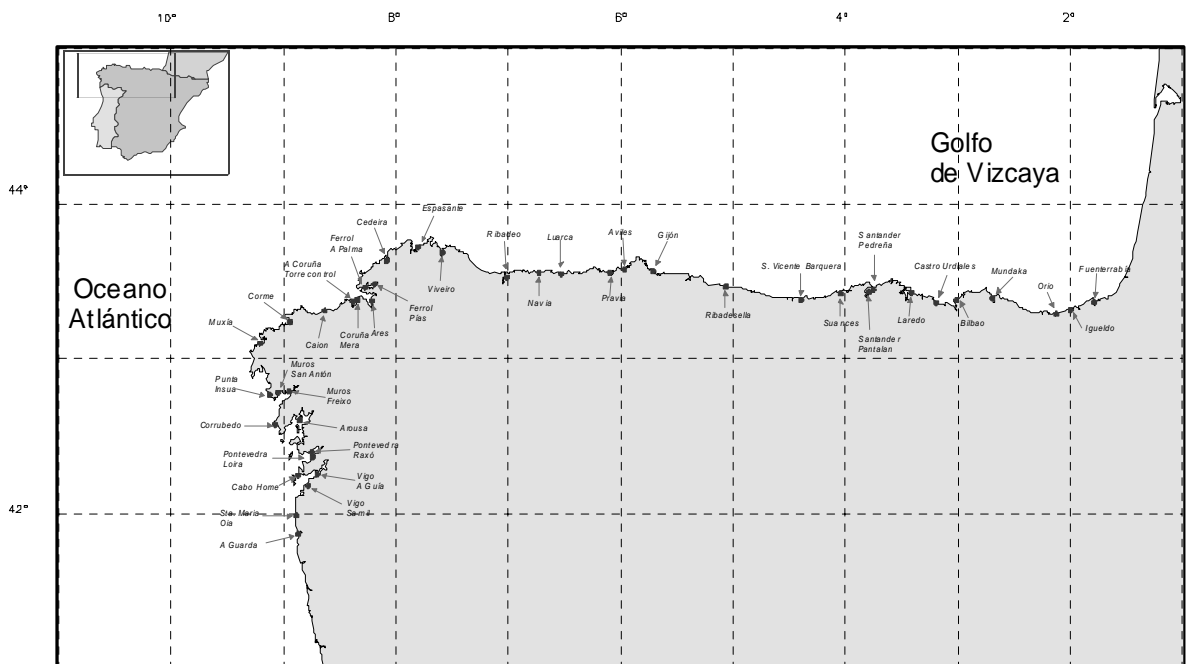 10°
8°
6°
4°
2°
44°
42°
Golfo
de Vizcaya
Oceano
Atlántico
Espasante
Cedeira
Ferrol
A Palma
A Coruña
Torre control
Corme
Muxía
Caion
Coruña
Mera
Ares
Ferrol
Pías
Viveiro
Ribadeo
Navia
Luarca
Pravia
Aviles
Gijón
Ribadesella
S. Vicente Barquera
Suances
Santander
Pedreña
Santander
Pantalan
Laredo
Castro Urdiales
Bilbao
Mundaka
Orio
Igueldo
Fuenterrabía
Muros
San Antón
Punta
Insua
Muros
Freixo
Corrubedo
Arousa
Pontevedra
Raxó
Pontevedra
Loira
Cabo Home
Vigo
A Guía
Vigo
Samil
Sta. Maria
Oia
A Guarda